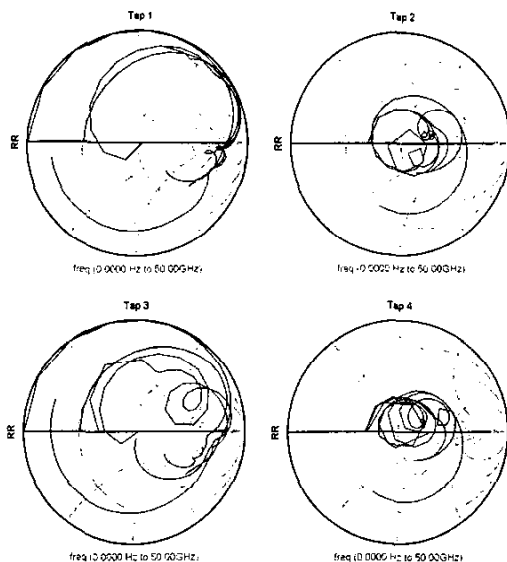 Tap 1
Tap 2
RR
RR
freq (0.0000 Hz to 50.00GHz)
freq (0.0000 Hz to 50.00GHz)
Tap 3
Tap 4
RR
RR
freq (0.0000 Hz to 50.00GHz)
freq (0.0000 Hz to 50.00GHz)